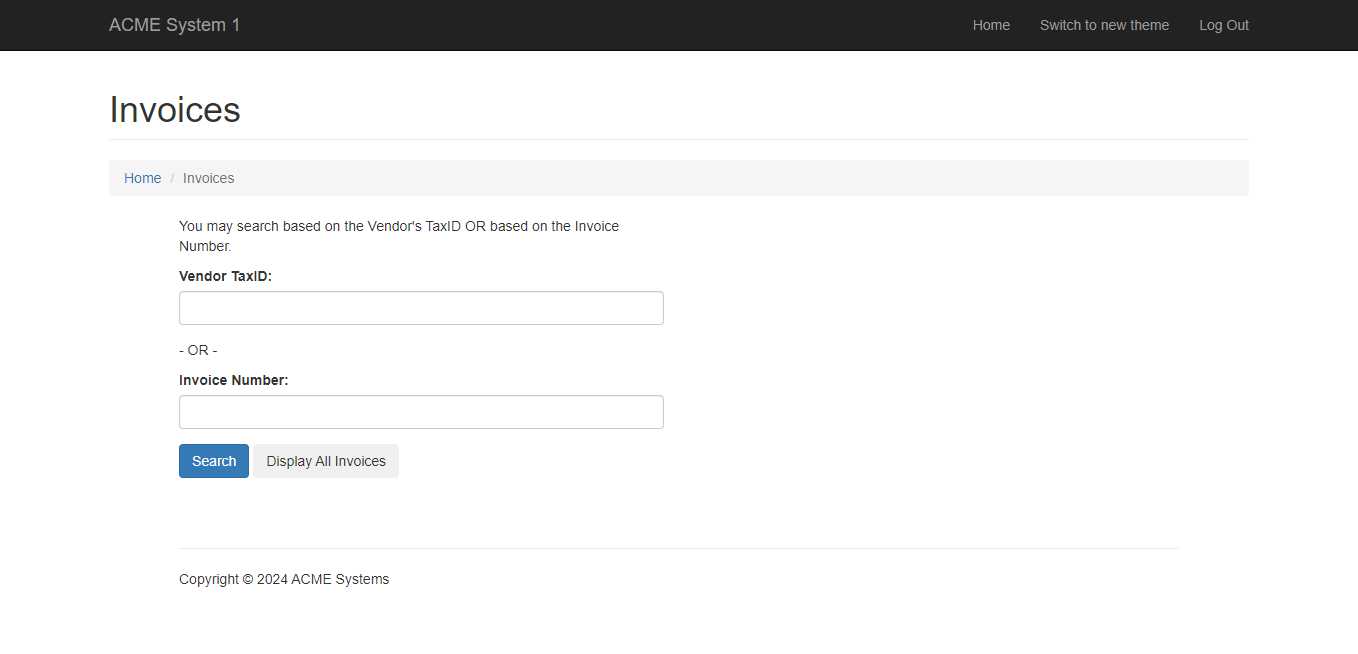 ACME System 1
Home
Switch to new theme
Log Out
Invoices
Home / Invoices
You may search based on the Vendor's TaxID OR based on the Invoice
Number.
Vendor TaxID:
- OR -
Invoice Number:
Search
Display All Invoices
Copyright © 2024 ACME Systems